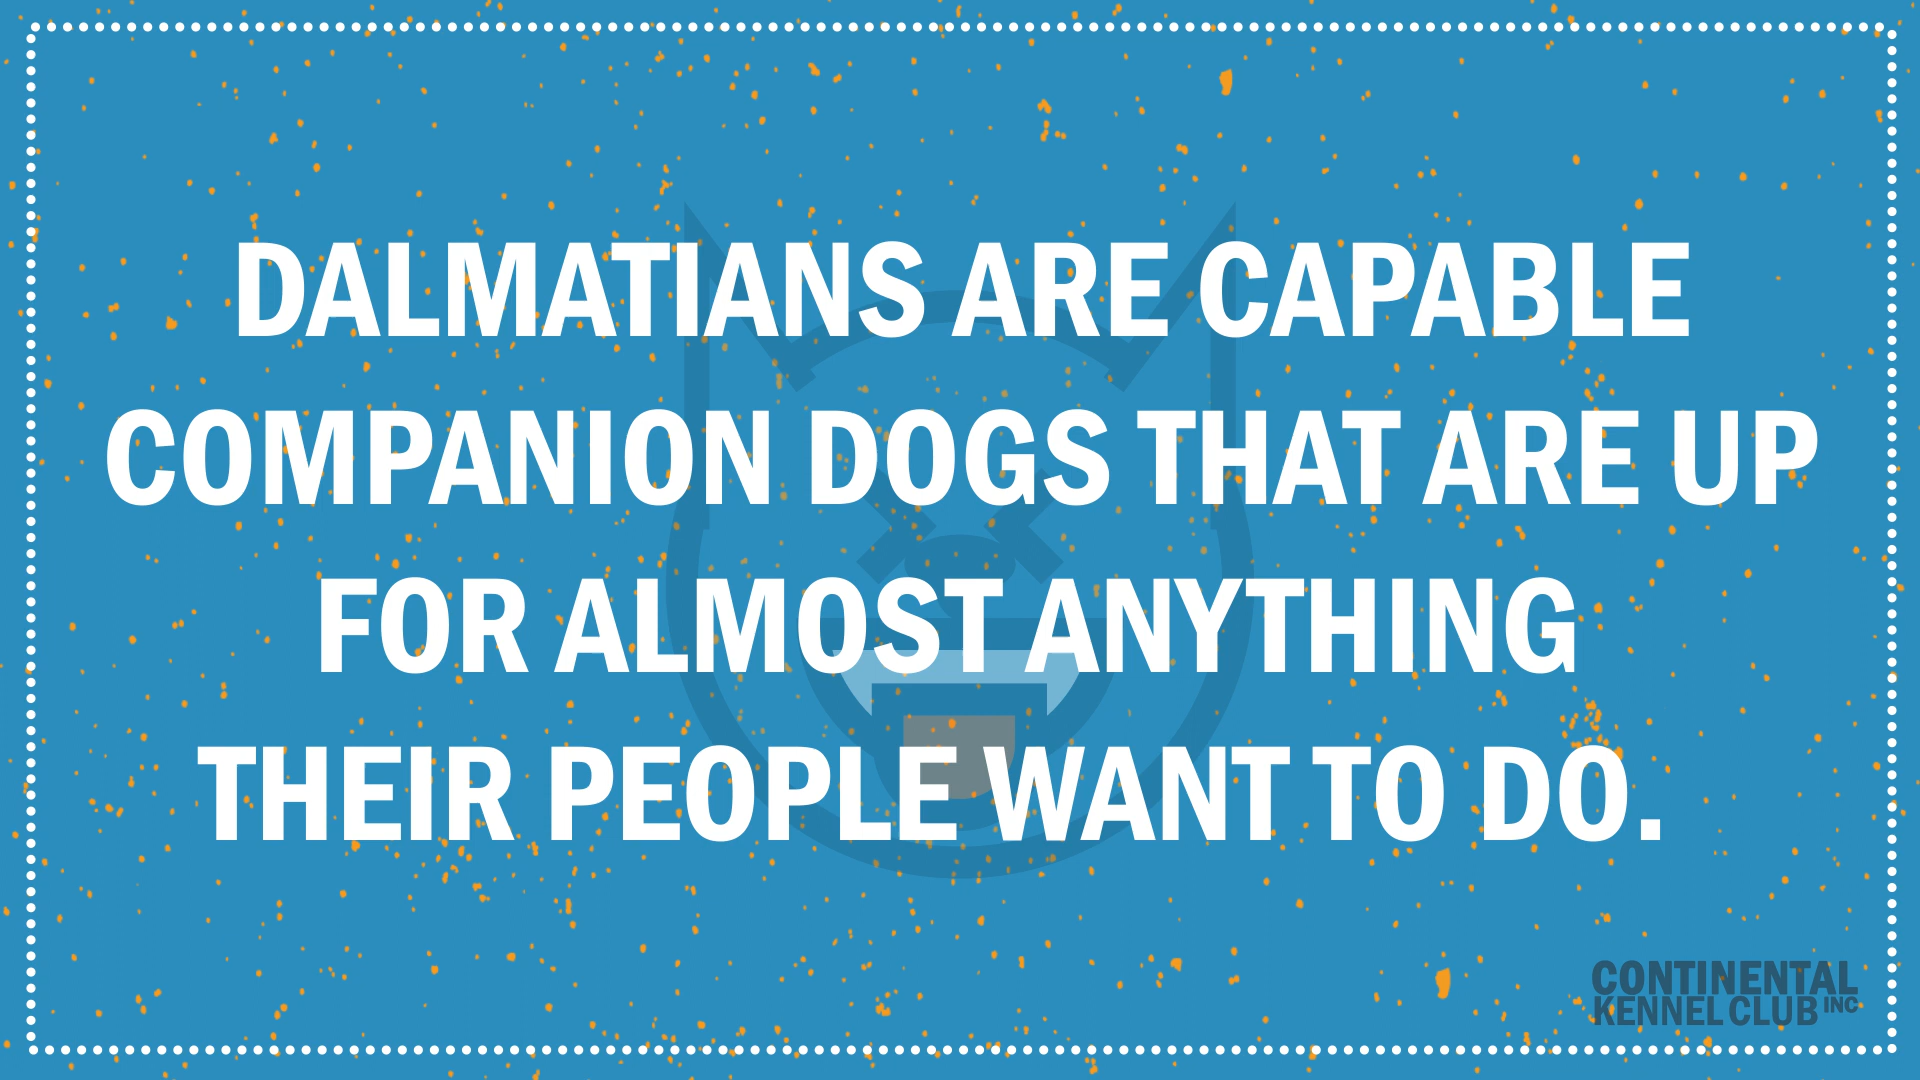 DALMATIANS ARE CAPABLE
COMPANION DOGS THAT ARE UP
FOR ALMOST ANYTHING
THEIR PEOPLE WANT TO DO.
CONTINENTAL
KENNEL CLUB INC